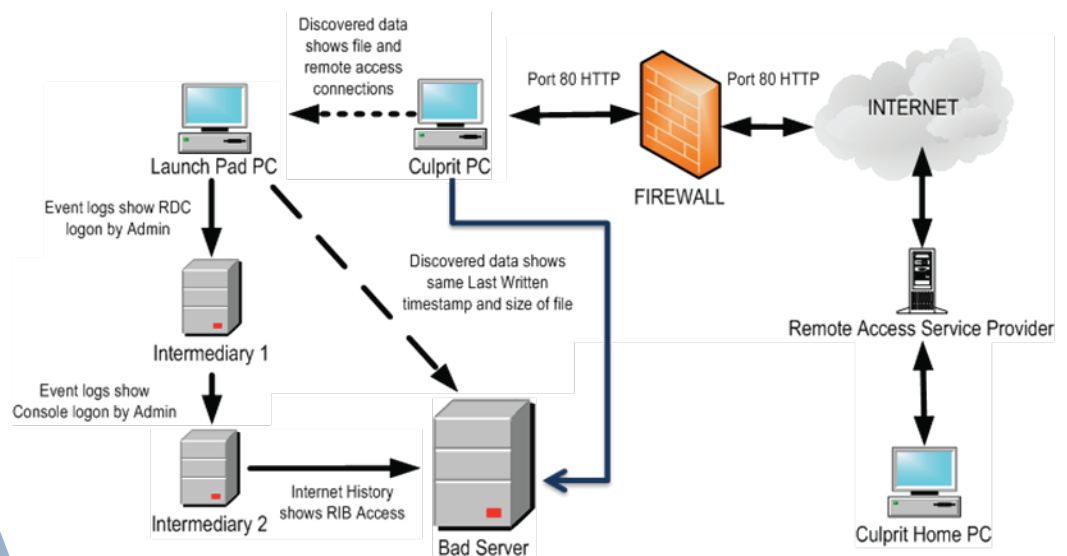 Discovered data
shows file and
remote access
connections
Port 80 HTTP
Port 80 HTTP
INTERNET
Launch Pad PC
Culprit PC
FIREWALL
Event logs show RDC
logon by Admin
Discovered data shows
same Last Written
timestamp and size of file
Remote Access Service Provider
Intermediary 1
Event logs show
Console logon by Admin
Internet History
shows RIB Access
Intermediary 2
Bad Server
Culprit Home PC